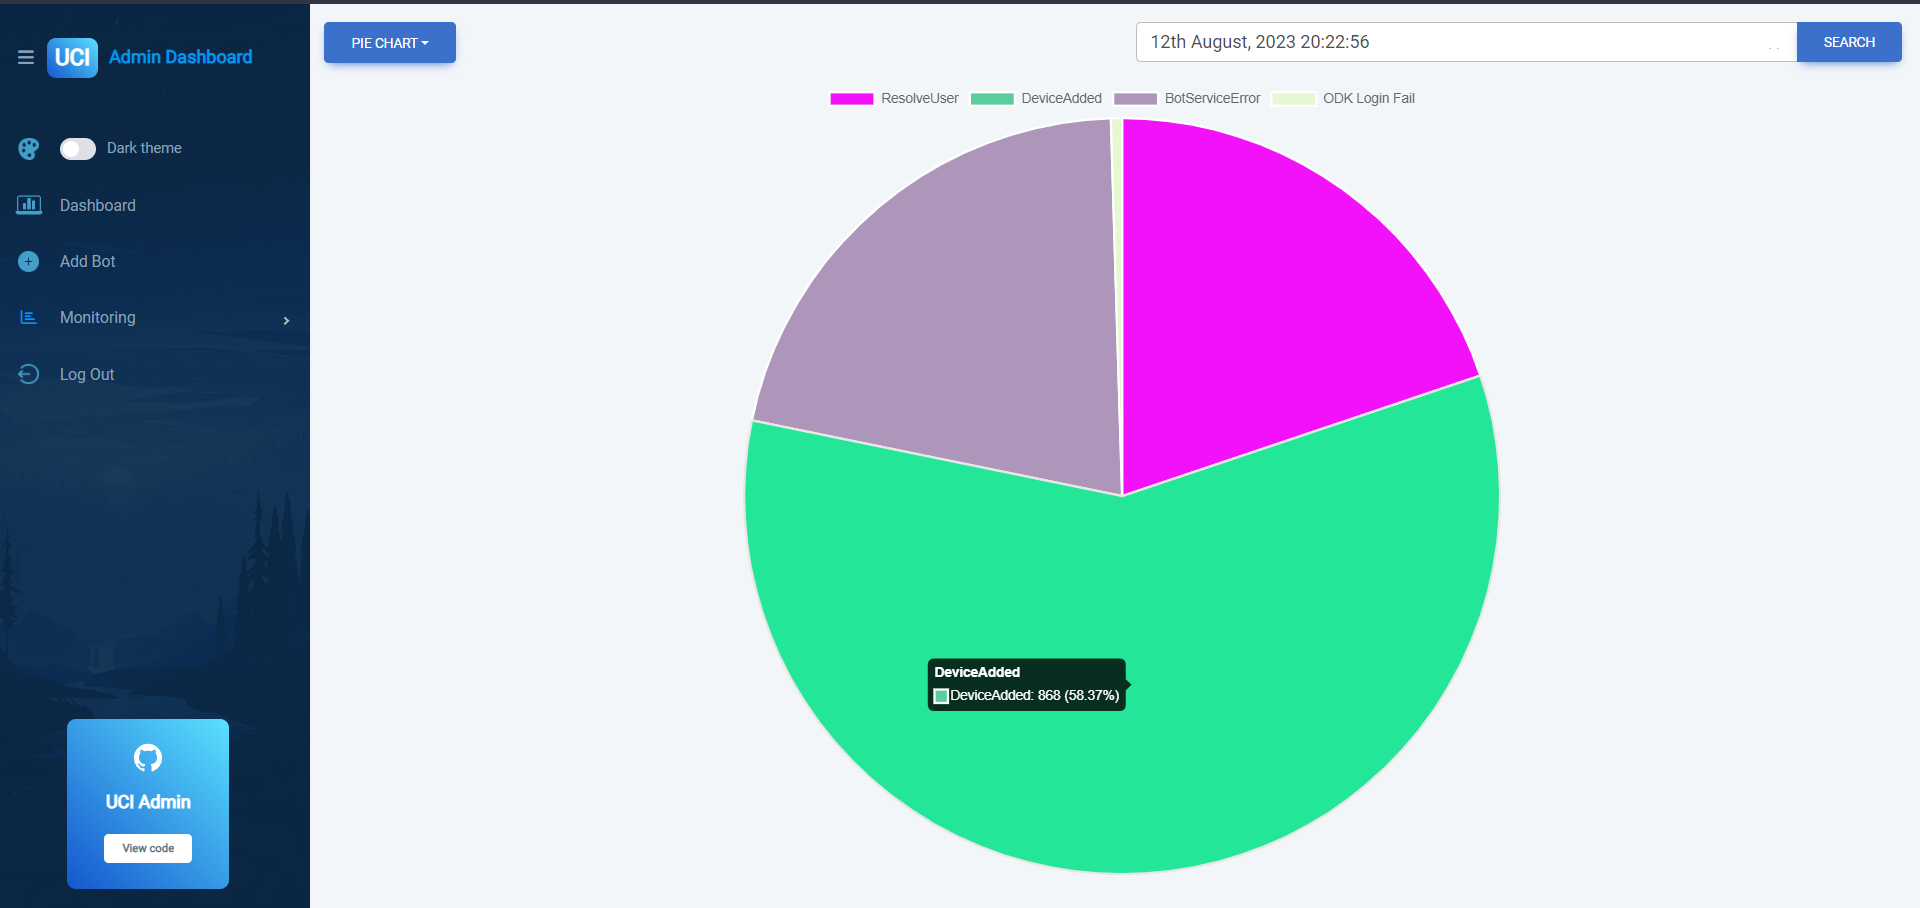 UCI Admin Dashboard
Dark theme
Dashboard
Add Bot
Monitoring
Log Out
UCI Admin
View code
PIE CHART
12th August, 2023 20:22:56
SEARCH
ResolveUser DeviceAdded BotServiceError ODK Login Fail
DeviceAdded
DeviceAdded: 868 (58.37%)